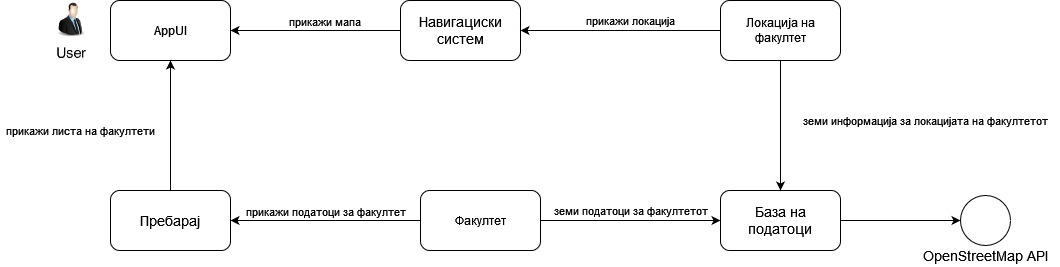 User
AppUI
прикажи мапа
Навигациски
систем
прикажи локација
Локација на
факултет
прикажи листа на факултети
земи информација за локацијата на факултетот
Пребарај
прикажи податоци за факултет
Факултет
земи податоци за факултетот
База на
податоци
OpenStreetMap API